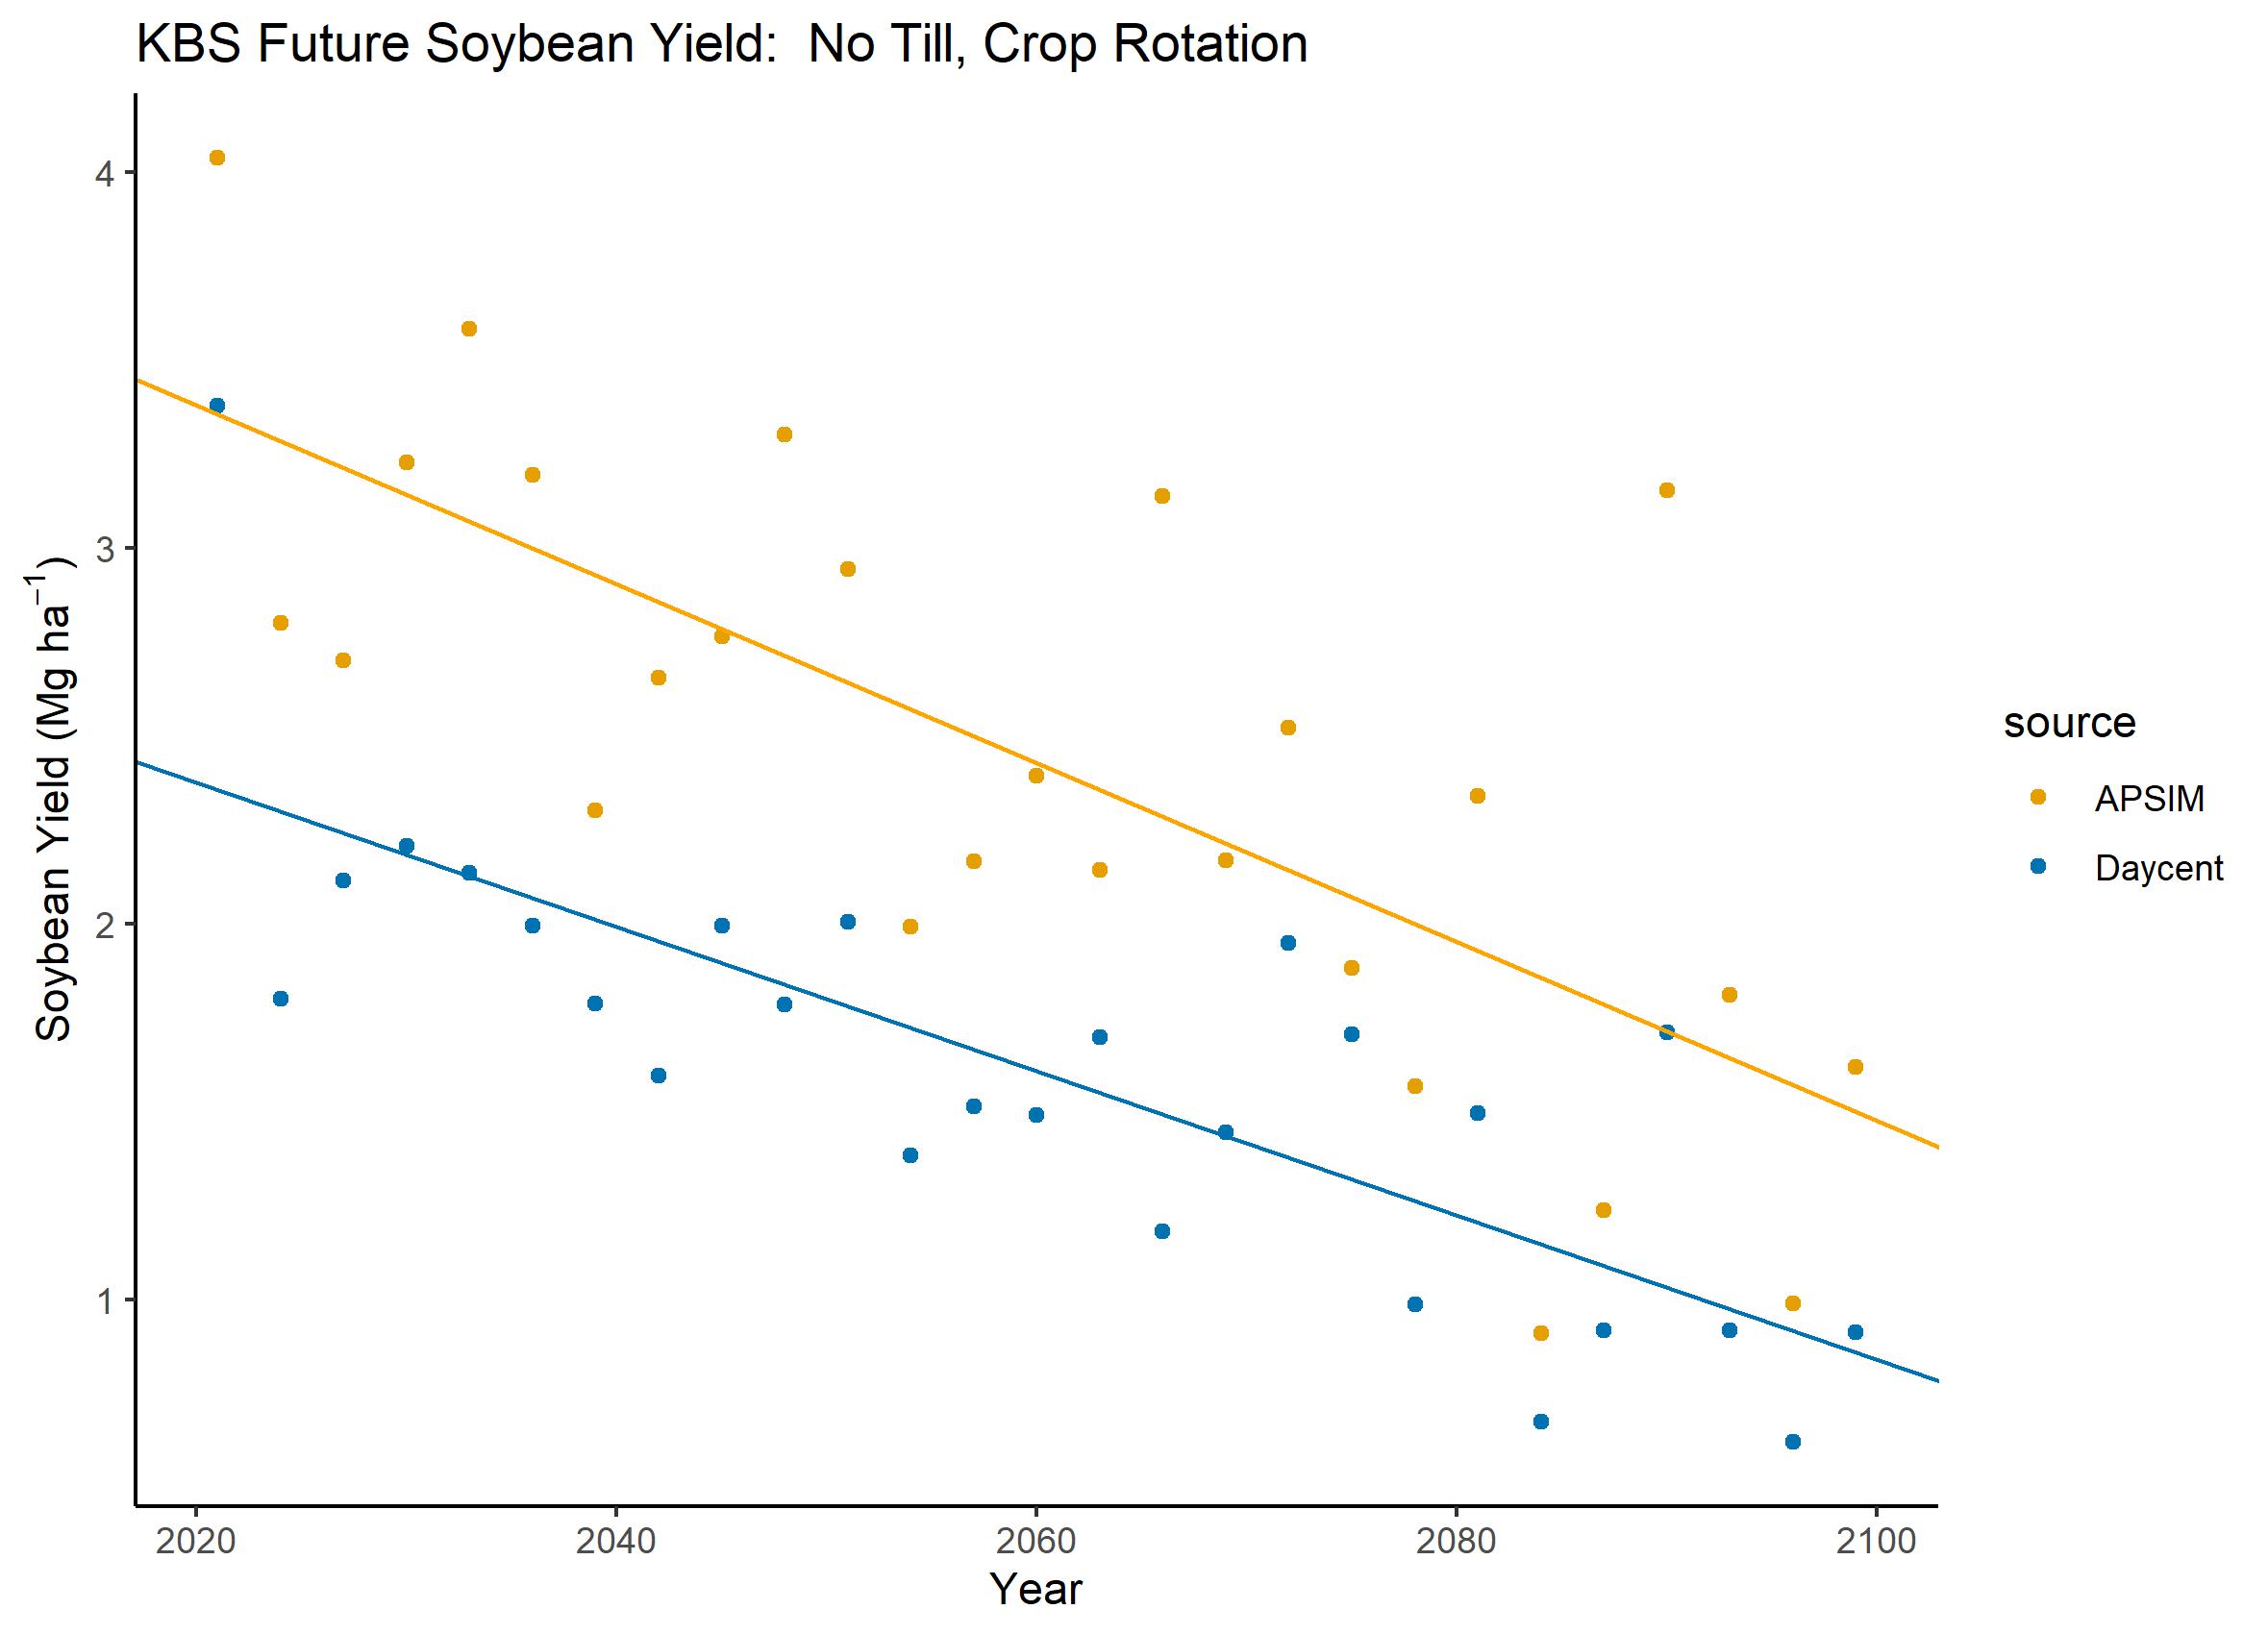 KBS Future Soybean Yield:  No Till, Crop Rotation
Soybean Yield (Mg ha⁻¹)
4
3
2
1
2020 2040 2060 2080 2100
Year
source
APSIM
Daycent